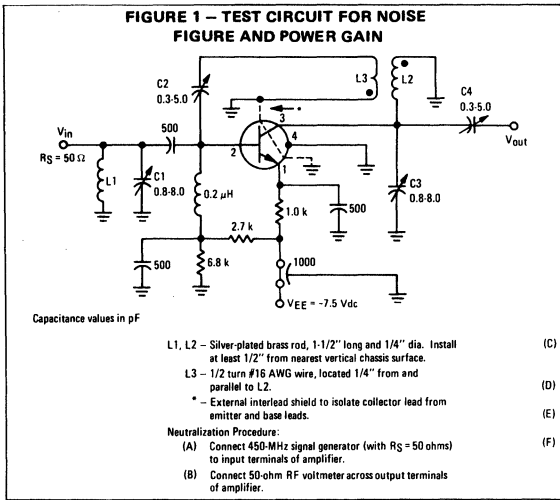 FIGURE 1 – TEST CIRCUIT FOR NOISE
FIGURE AND POWER GAIN
C2
0.3-5.0
L3
L2
C4
0.3-5.0
Vin
RS = 50 Ω
500
3
4
2
1
Vout
L1
C1
0.8-8.0
0.2 µH
C3
0.8-8.0
1.0 k
500
2.7 k
500
6.8 k
1000
VEE = -7.5 Vdc
Capacitance values in pF
L1, L2 – Silver-plated brass rod, 1-1/2" long and 1/4" dia. Install
at least 1/2" from nearest vertical chassis surface.
L3 – 1/2 turn #16 AWG wire, located 1/4" from and
parallel to L2.
* – External interlead shield to isolate collector lead from
emitter and base leads.
Neutralization Procedure:
(A) Connect 450-MHz signal generator (with RS = 50 ohms)
to input terminals of amplifier.
(B) Connect 50-ohm RF voltmeter across output terminals
of amplifier.
(C)
(D)
(E)
(F)